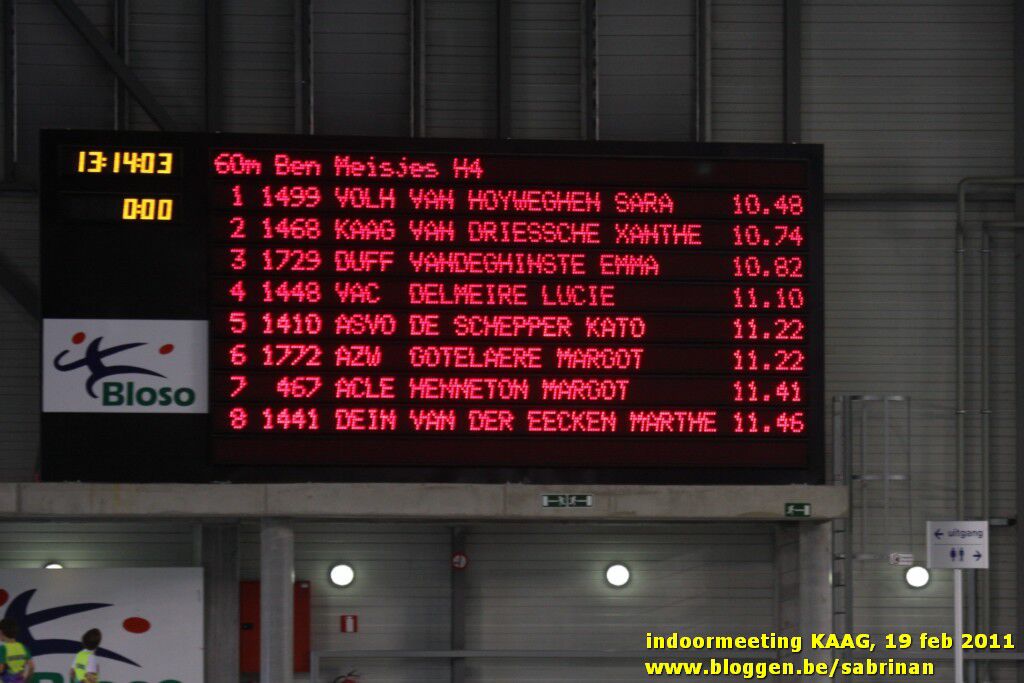 13:14:03
0:00
60m Ben Meisjes H4
1 1499 VOLH VAN HOYWEGHEN SARA 10.48
2 1468 KAAG VAN DRIESSCHE XANTHE 10.74
3 1729 DUFF VANDEGHINSTE EMMA 10.82
4 1448 VAC DELMEIRE LUCIE 11.10
5 1410 ASVO DE SCHEPPER KATO 11.22
6 1772 AZW GOTELAERE MARGOT 11.22
7 467 ACLE HENNETON MARGOT 11.41
8 1441 DEIN VAN DER EECKEN MARTHE 11.46
Bloso
uitgang
indoormeeting KAAG, 19 feb 2011
www.bloggen.be/sabrinan